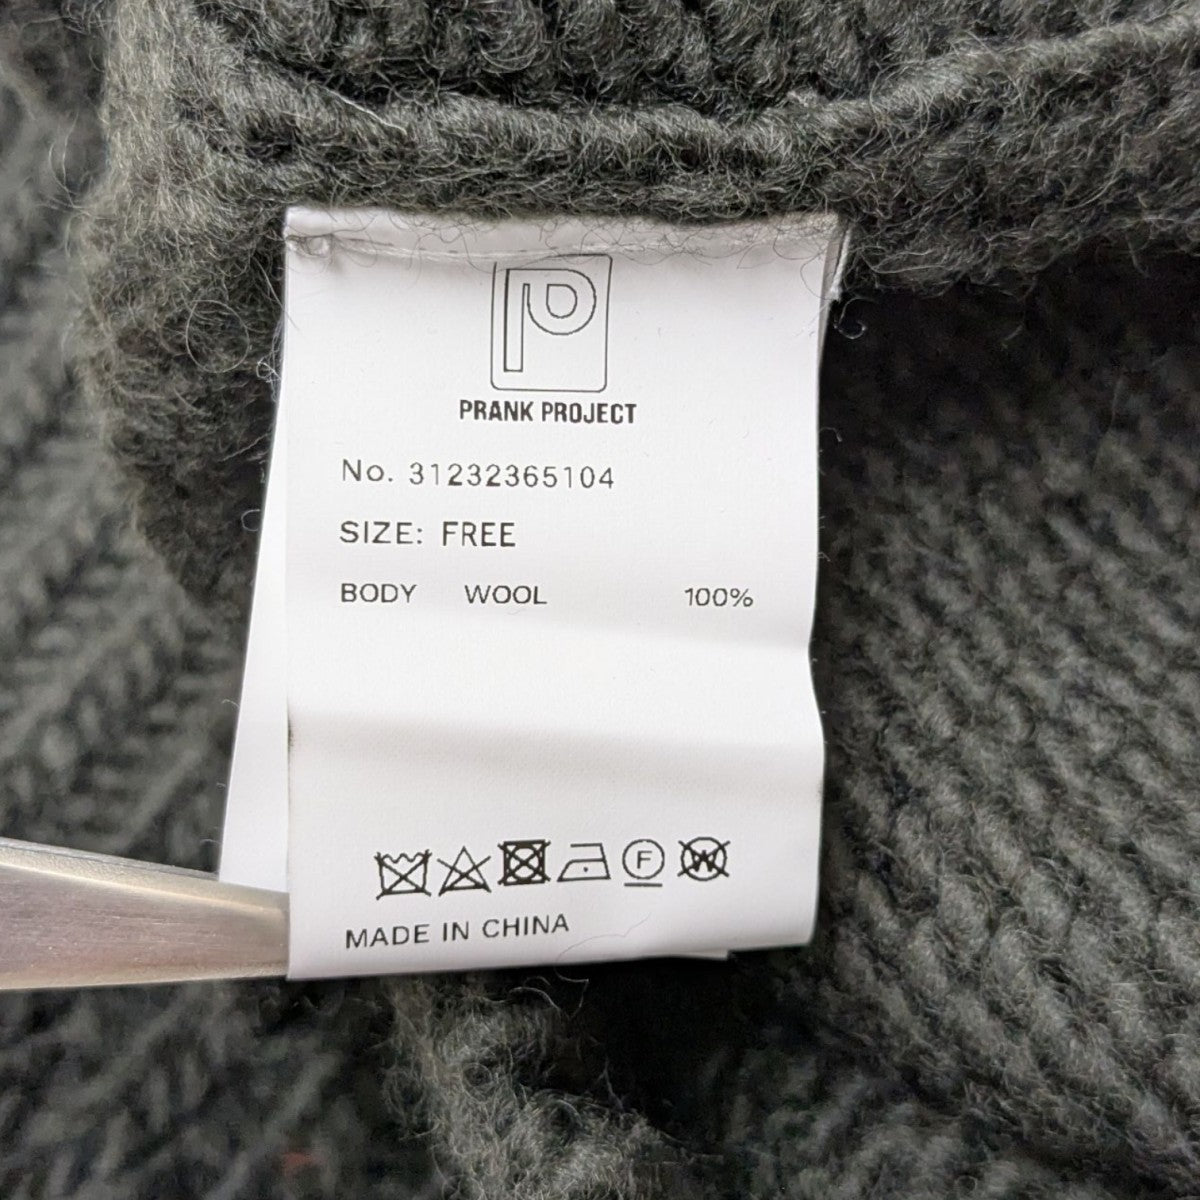 PRANK PROJECT
No. 31232365104
SIZE: FREE
BODY WOOL 100%
F W
MADE IN CHINA